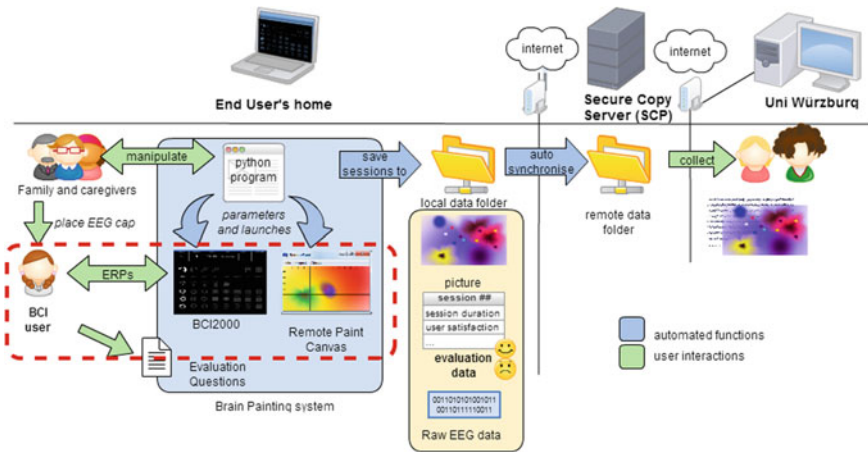 internet
internet
End User's home
Secure Copy
Server (SCP)
Uni Würzburq
Family and caregivers
manipulate
python
program
save
sessions to
local data folder
auto
synchronise
remote data
folder
collect
place EEG cap
parameters
and launches
BCI
user
ERPs
BCI2000
Remote Paint
Canvas
Evaluation
Questions
Brain Painting system
picture
session ##
session duration
user satisfaction
...
evaluation
data
0011010101001011
00110111110011
Raw EEG data
automated functions
user interactions